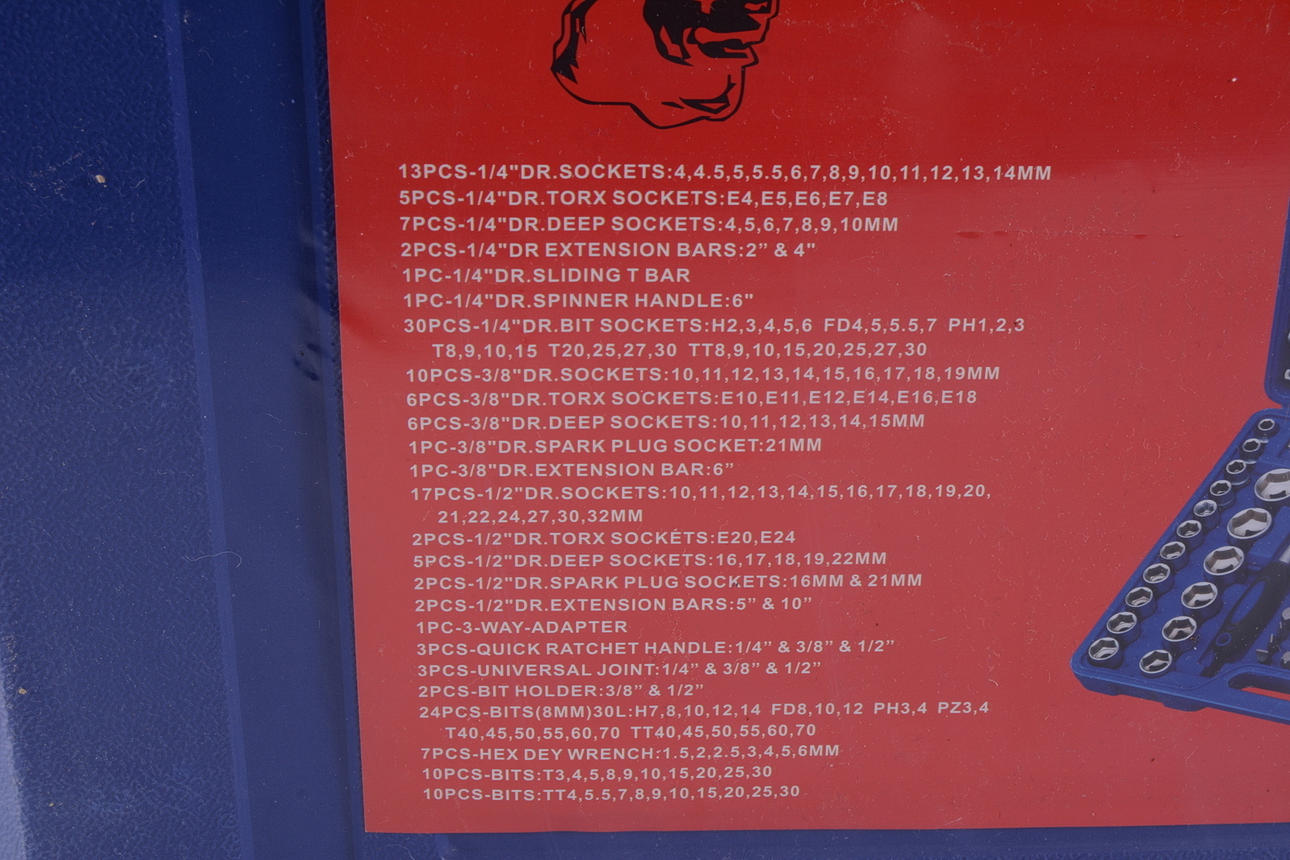 13PCS-1/4"DR.SOCKETS:4,4.5,5,5.5,6,7,8,9,10,11,12,13,14MM
5PCS-1/4"DR.TORX SOCKETS:E4,E5,E6,E7,E8
7PCS-1/4"DR.DEEP SOCKETS:4,5,6,7,8,9,10MM
2PCS-1/4"DR EXTENSION BARS:2” & 4"
1PC-1/4"DR.SLIDING T BAR
1PC-1/4"DR.SPINNER HANDLE:6"
30PCS-1/4"DR.BIT SOCKETS:H2,3,4,5,6 FD4,5,5.5,7 PH1,2,3
T8,9,10,15 T20,25,27,30 TT8,9,10,15,20,25,27,30
10PCS-3/8"DR.SOCKETS:10,11,12,13,14,15,16,17,18,19MM
6PCS-3/8"DR.TORX SOCKETS:E10,E11,E12,E14,E16,E18
6PCS-3/8"DR.DEEP SOCKETS:10,11,12,13,14,15MM
1PC-3/8"DR.SPARK PLUG SOCKET:21MM
1PC-3/8"DR.EXTENSION BAR:6”
17PCS-1/2"DR.SOCKETS:10,11,12,13,14,15,16,17,18,19,20,
21,22,24,27,30,32MM
2PCS-1/2"DR.TORX SOCKETS:E20,E24
5PCS-1/2"DR.DEEP SOCKETS:16,17,18,19,22MM
2PCS-1/2"DR.SPARK PLUG SOCKETS:16MM & 21MM
2PCS-1/2"DR.EXTENSION BARS:5” & 10”
1PC-3-WAY-ADAPTER
3PCS-QUICK RATCHET HANDLE:1/4” & 3/8” & 1/2”
3PCS-UNIVERSAL JOINT:1/4” & 3/8” & 1/2”
2PCS-BIT HOLDER:3/8” & 1/2”
24PCS-BITS(8MM)30L:H7,8,10,12,14 FD8,10,12 PH3,4 PZ3,4
T40,45,50,55,60,70 TT40,45,50,55,60,70
7PCS-HEX DEY WRENCH:1.5,2,2.5,3,4,5,6MM
10PCS-BITS:T3,4,5,8,9,10,15,20,25,30
10PCS-BITS:TT4,5.5,7,8,9,10,15,20,25,30